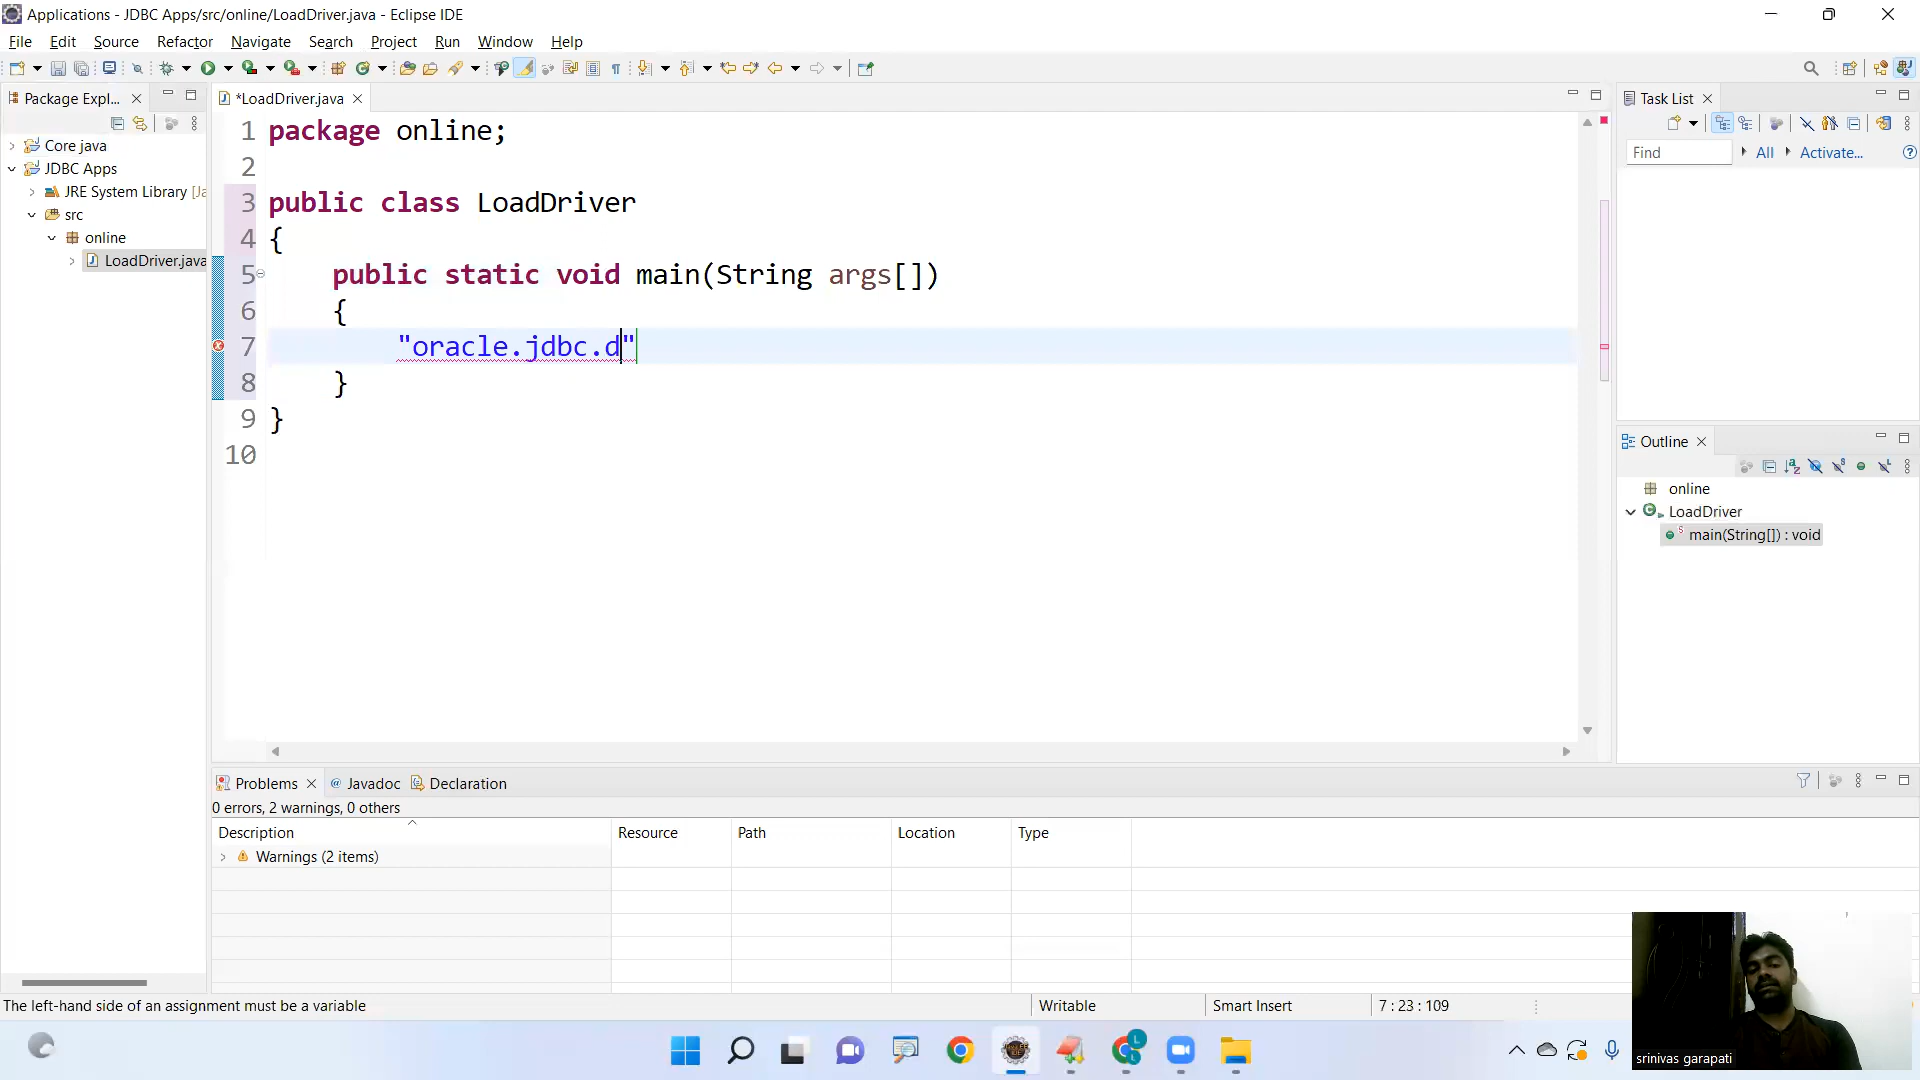 Applications - JDBC Apps/src/online/LoadDriver.java - Eclipse IDE
File Edit Source Refactor Navigate Search Project Run Window Help
Package Expl...
*LoadDriver.java
Task List
Core java
JDBC Apps
JRE System Library [Ja
src
online
LoadDriver.java
1 package online;
2
3 public class LoadDriver
4 {
5 public static void main(String args[])
6 {
7 "oracle.jdbc.d"
8 }
9 }
10
Find All Activate...
Outline
online
LoadDriver
main(String[]) : void
Problems Javadoc Declaration
0 errors, 2 warnings, 0 others
Description Resource Path Location Type
Warnings (2 items)
The left-hand side of an assignment must be a variable Writable Smart Insert 7 : 23 : 109
srinivas garapati